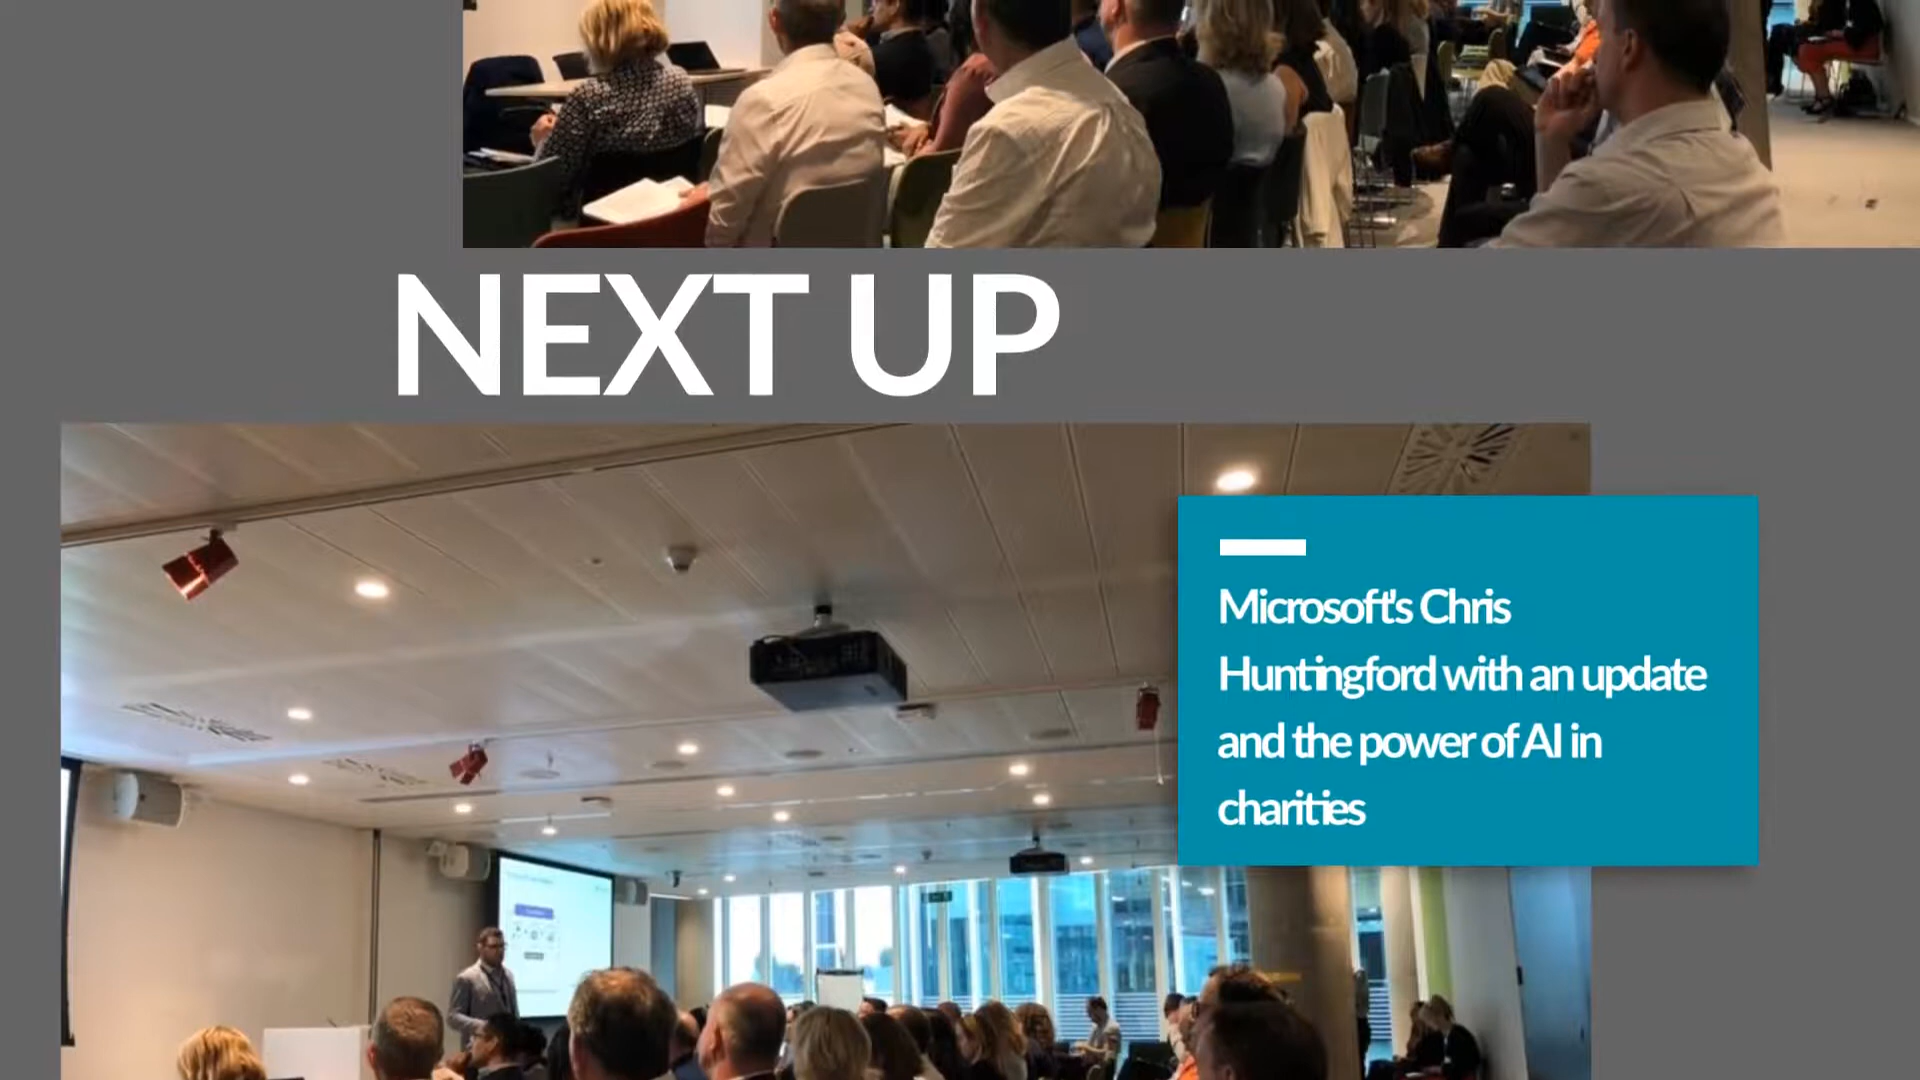 NEXT UP
Microsoft's Chris
Huntingford with an update
and the power of AI in
charities